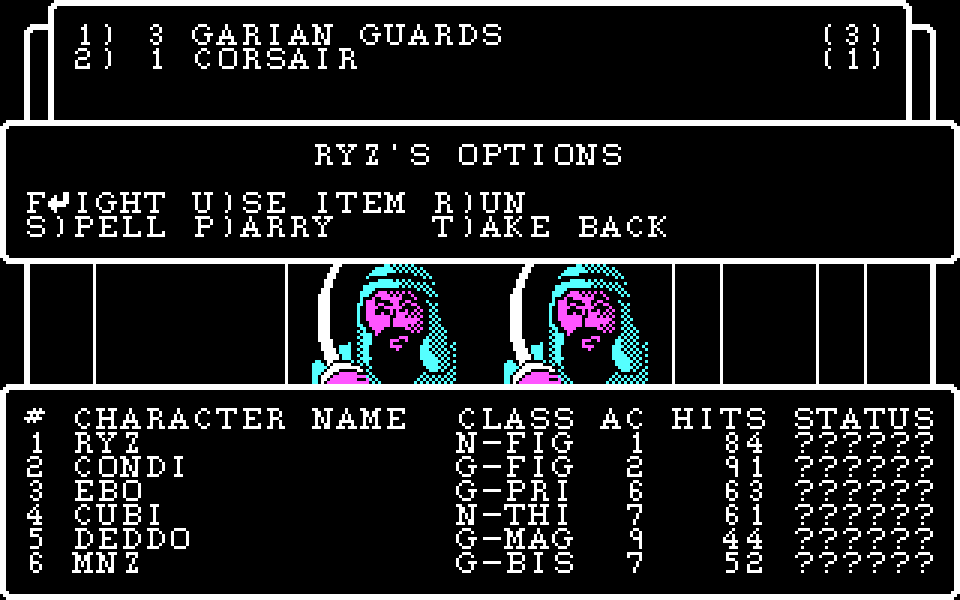 1) 3 GARIAN GUARDS (3)
2) 1 CORSAIR (1)
RYZ'S OPTIONS
F↵IGHT U)SE ITEM R)UN
S)PELL P)ARRY T)AKE BACK
# CHARACTER NAME CLASS AC HITS STATUS
1 RYZ N-FIG 1 84 ??????
2 CONDI G-FIG 2 91 ??????
3 EBO G-PRI 6 63 ??????
4 CUBI N-THI 7 61 ??????
5 DEDDO G-MAG 9 44 ??????
6 MNZ G-BIS 7 52 ??????